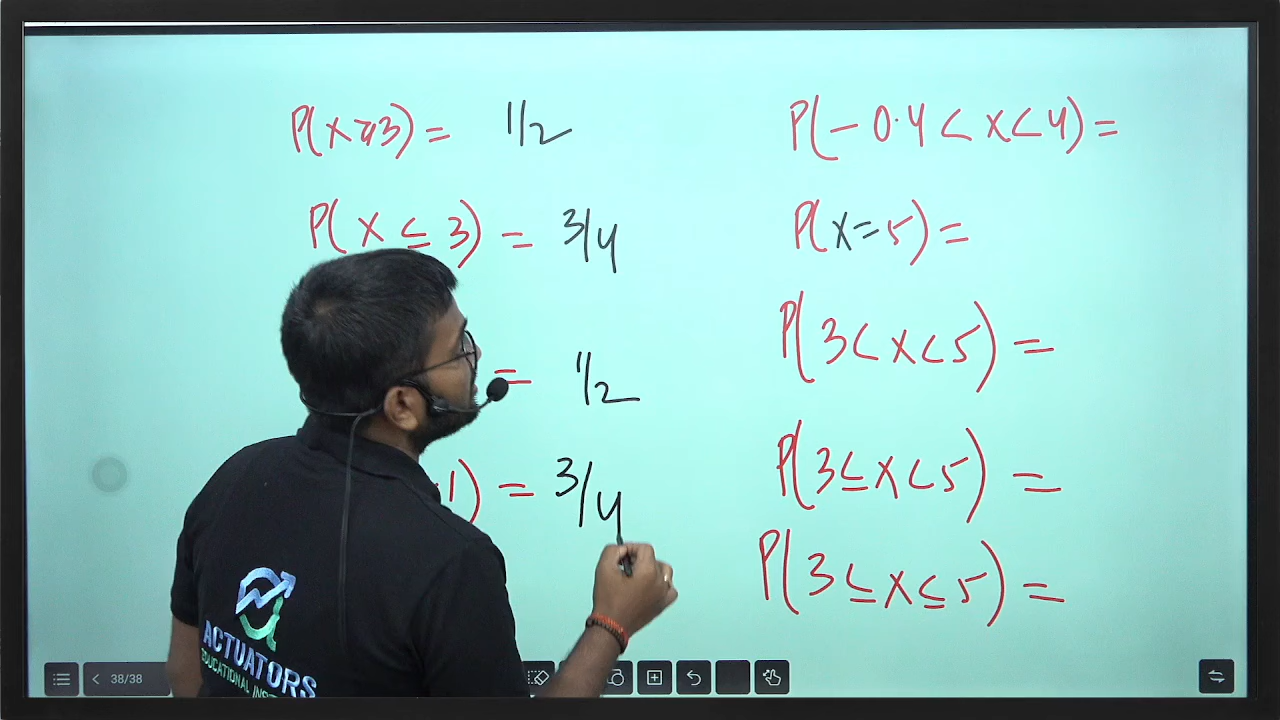 P(X≥3) = 1/2
P(X ≤ 3) = 3/4
= 1/2
1) = 3/4
P(-0.4 < X < 4) =
P(X=5) =
P(3 < X < 5) =
P(3 ≤ X < 5) =
P(3 ≤ X ≤ 5) =
ACTUATORS
EDUCATIONAL INST
38/38